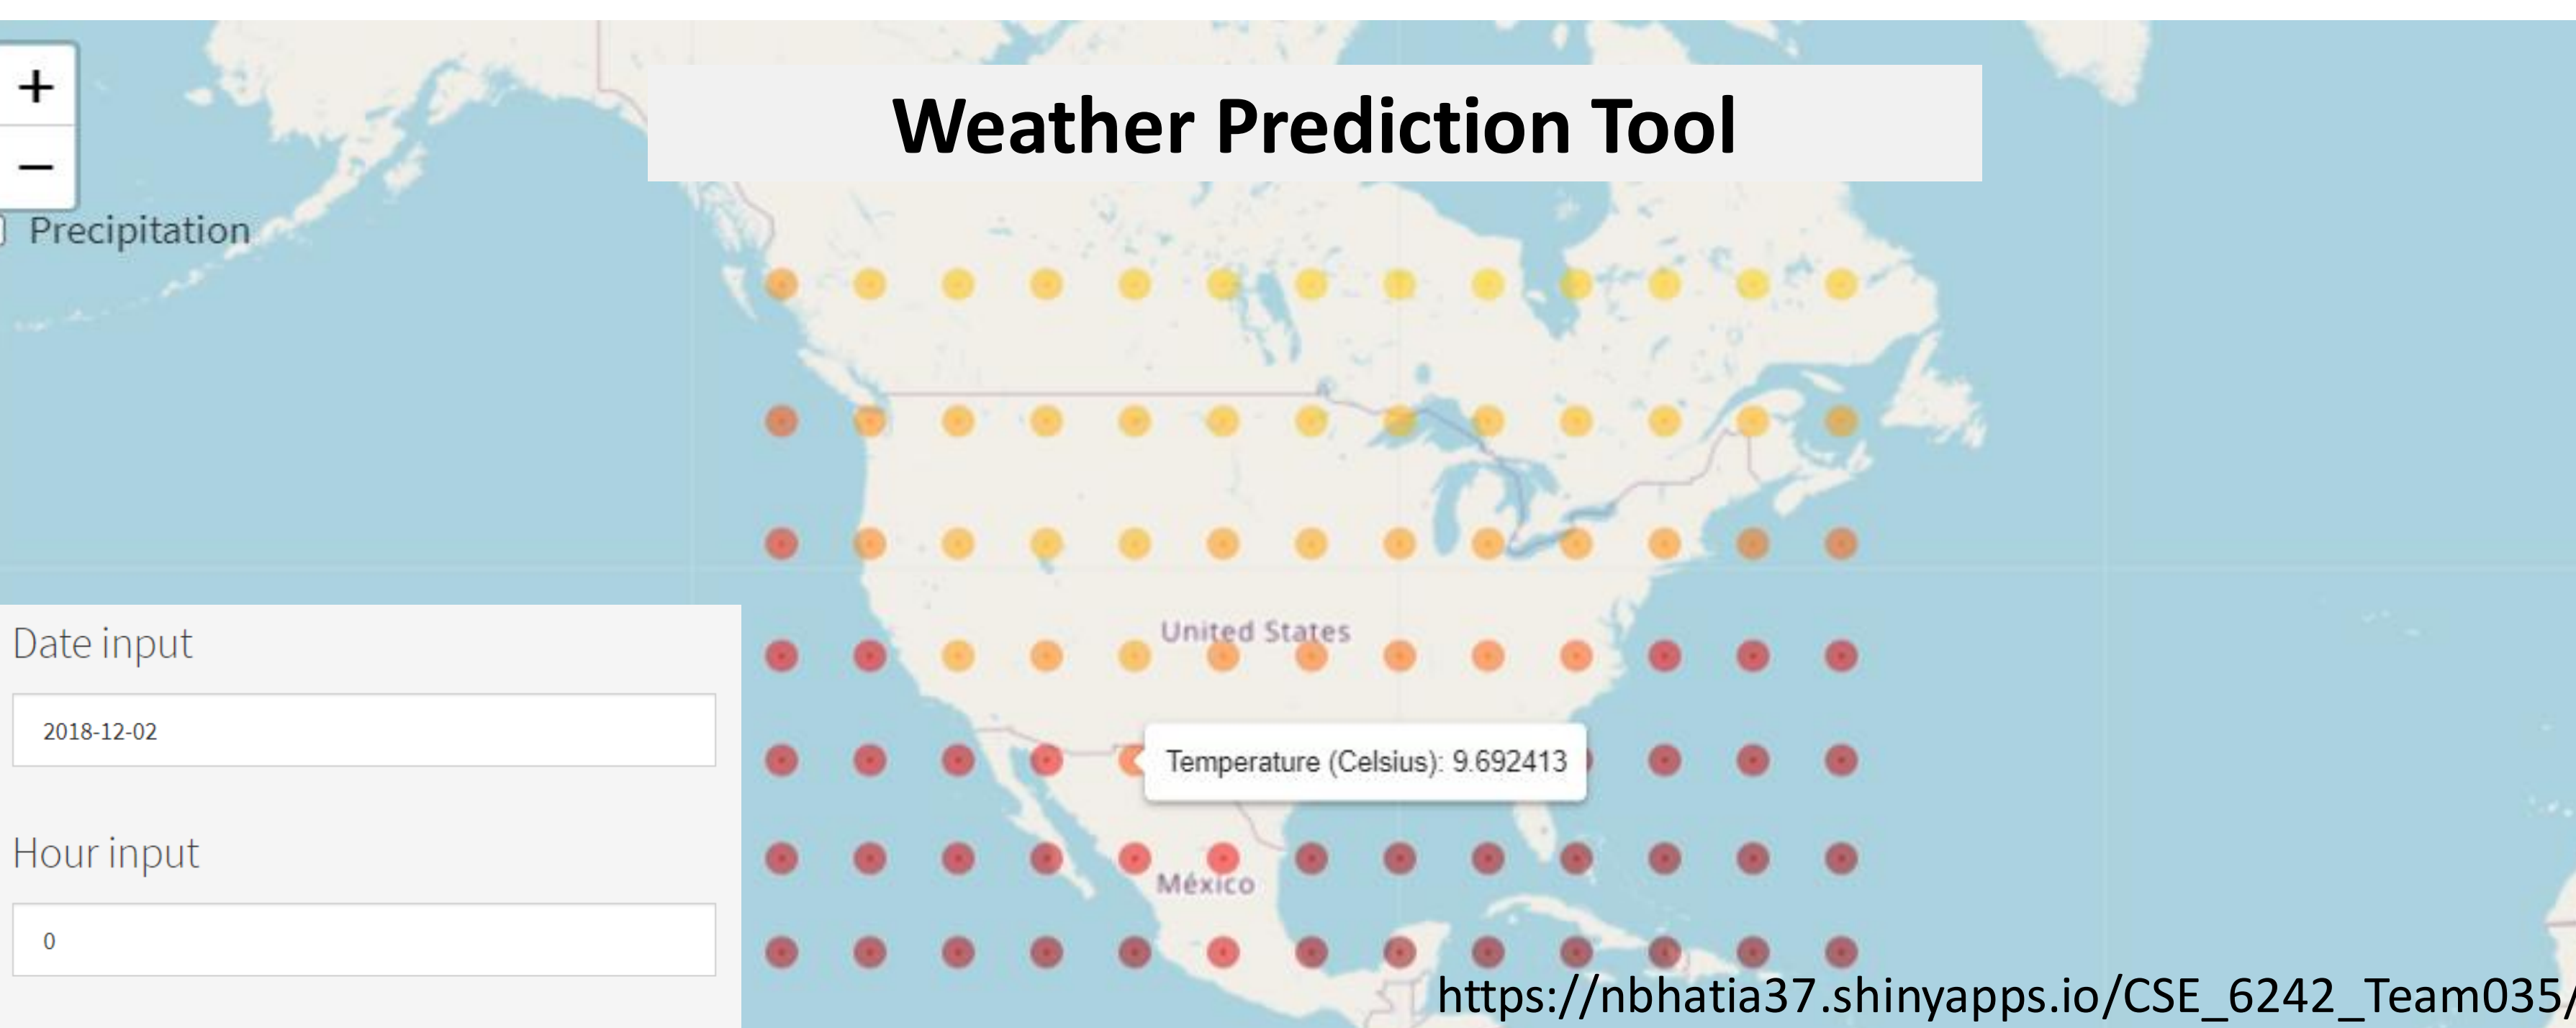 +
Weather Prediction Tool
−
Precipitation
Date input
United States
2018-12-02
Temperature (Celsius): 9.692413
Hour input
México
0
https://nbhatia37.shinyapps.io/CSE_6242_Team035/